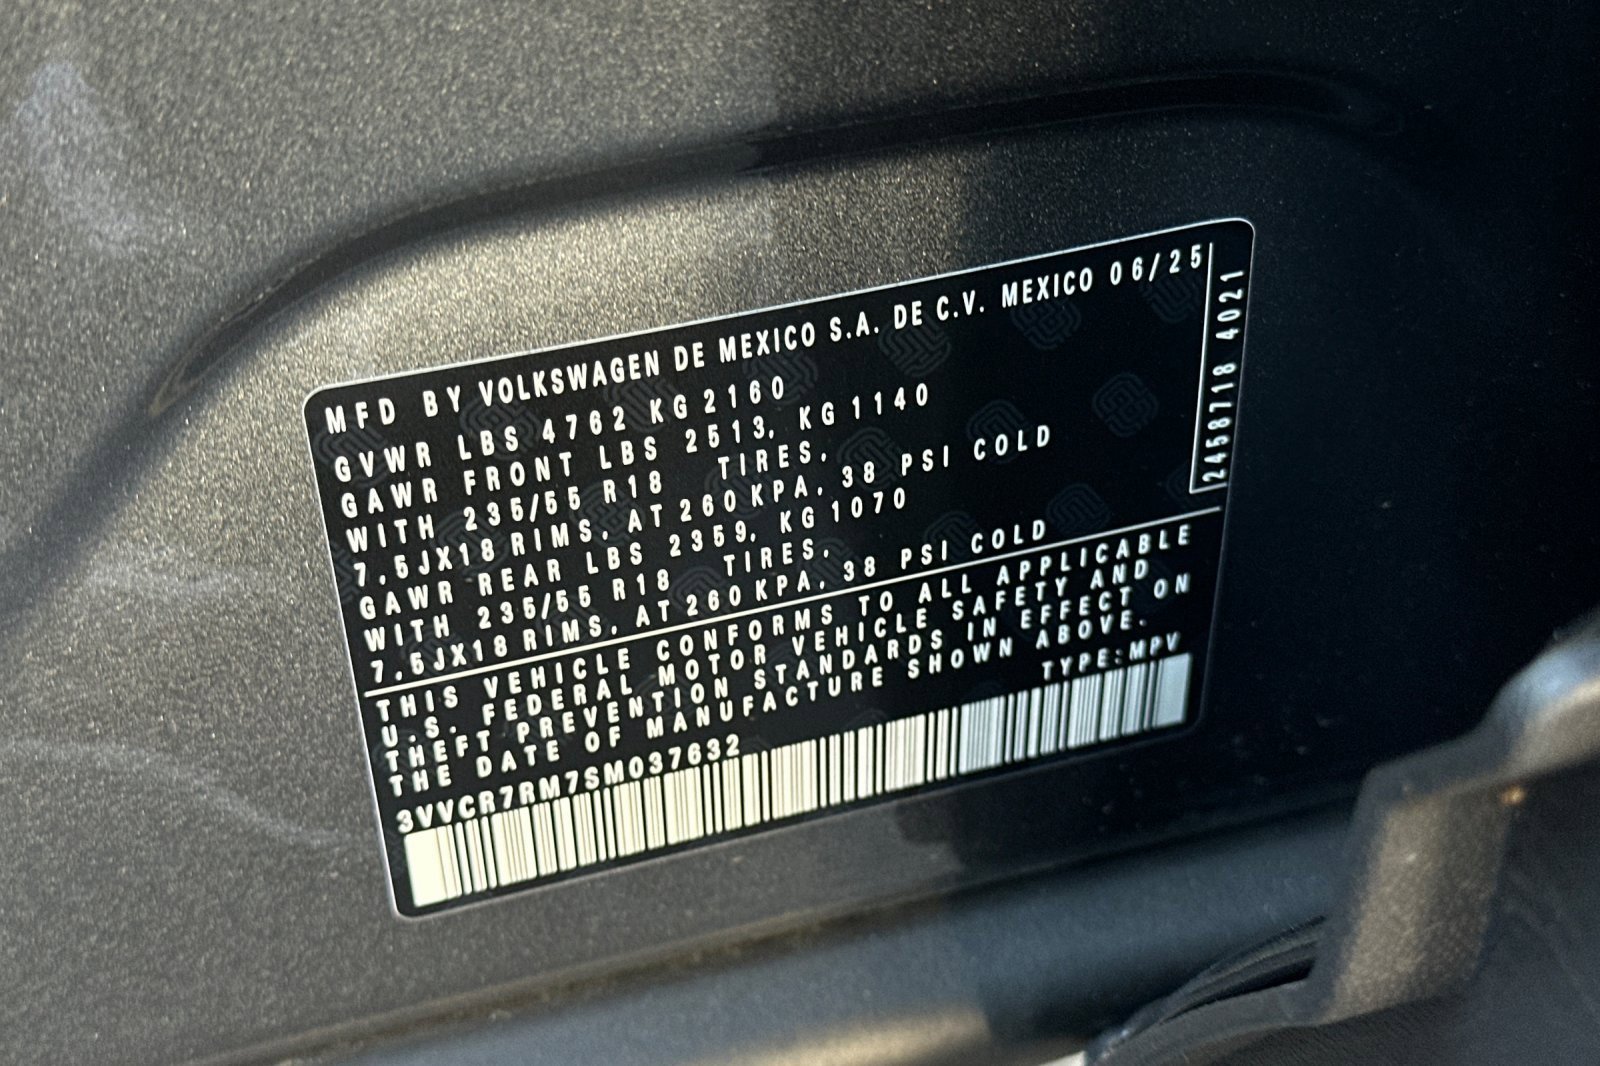 MFD BY VOLKSWAGEN DE MEXICO S.A. DE C.V. MEXICO 06/25
GVWR LBS 4762 KG 2160
GAWR FRONT LBS 2513, KG 1140
WITH 235/55 R18 TIRES,
7,5JX18 RIMS, AT 260 KPA, 38 PSI COLD
GAWR REAR LBS 2359, KG 1070
WITH 235/55 R18 TIRES,
7,5JX18 RIMS, AT 260 KPA, 38 PSI COLD
THIS VEHICLE CONFORMS TO ALL APPLICABLE
U.S. FEDERAL MOTOR VEHICLE SAFETY AND
THEFT PREVENTION STANDARDS IN EFFECT ON
THE DATE OF MANUFACTURE SHOWN ABOVE.
3VVCR7RM7SM037632 TYPE:MPV
2458718 4021